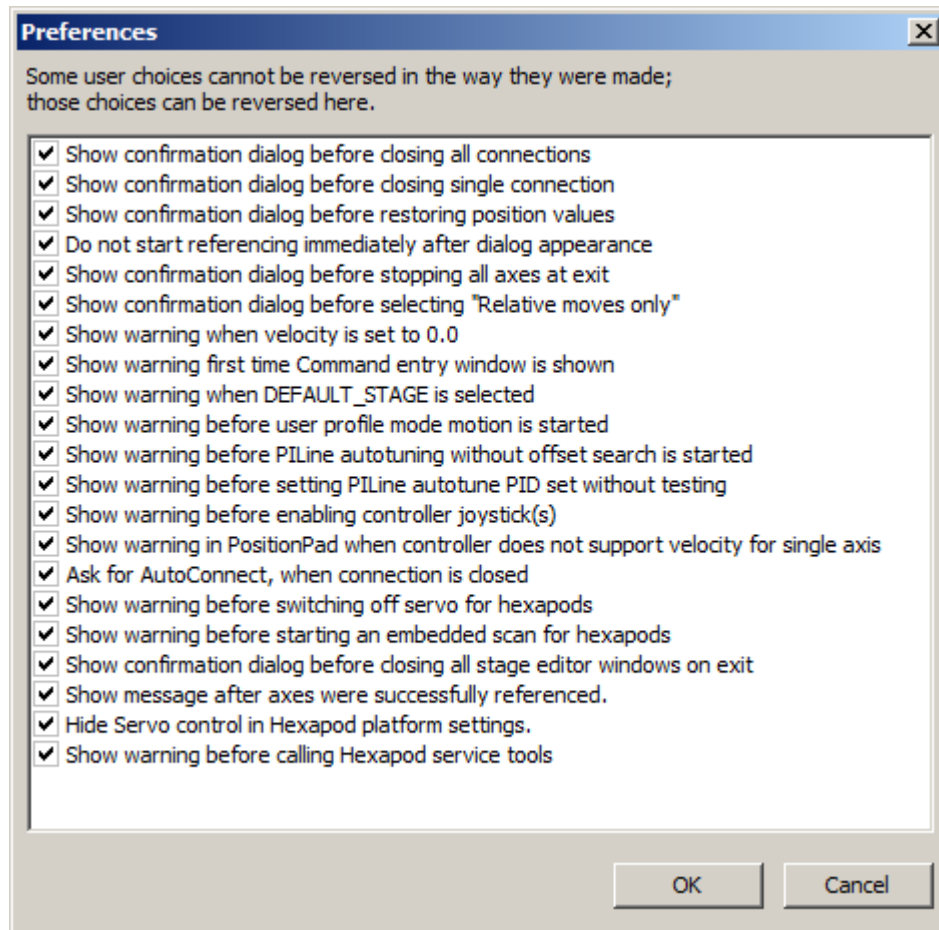 Preferences
Some user choices cannot be reversed in the way they were made;
those choices can be reversed here.
Show confirmation dialog before closing all connections
Show confirmation dialog before closing single connection
Show confirmation dialog before restoring position values
Do not start referencing immediately after dialog appearance
Show confirmation dialog before stopping all axes at exit
Show confirmation dialog before selecting "Relative moves only"
Show warning when velocity is set to 0.0
Show warning first time Command entry window is shown
Show warning when DEFAULT_STAGE is selected
Show warning before user profile mode motion is started
Show warning before PILine autotuning without offset search is started
Show warning before setting PILine autotune PID set without testing
Show warning before enabling controller joystick(s)
Show warning in PositionPad when controller does not support velocity for single axis
Ask for AutoConnect, when connection is closed
Show warning before switching off servo for hexapods
Show warning before starting an embedded scan for hexapods
Show confirmation dialog before closing all stage editor windows on exit
Show message after axes were successfully referenced.
Hide Servo control in Hexapod platform settings.
Show warning before calling Hexapod service tools
OK Cancel